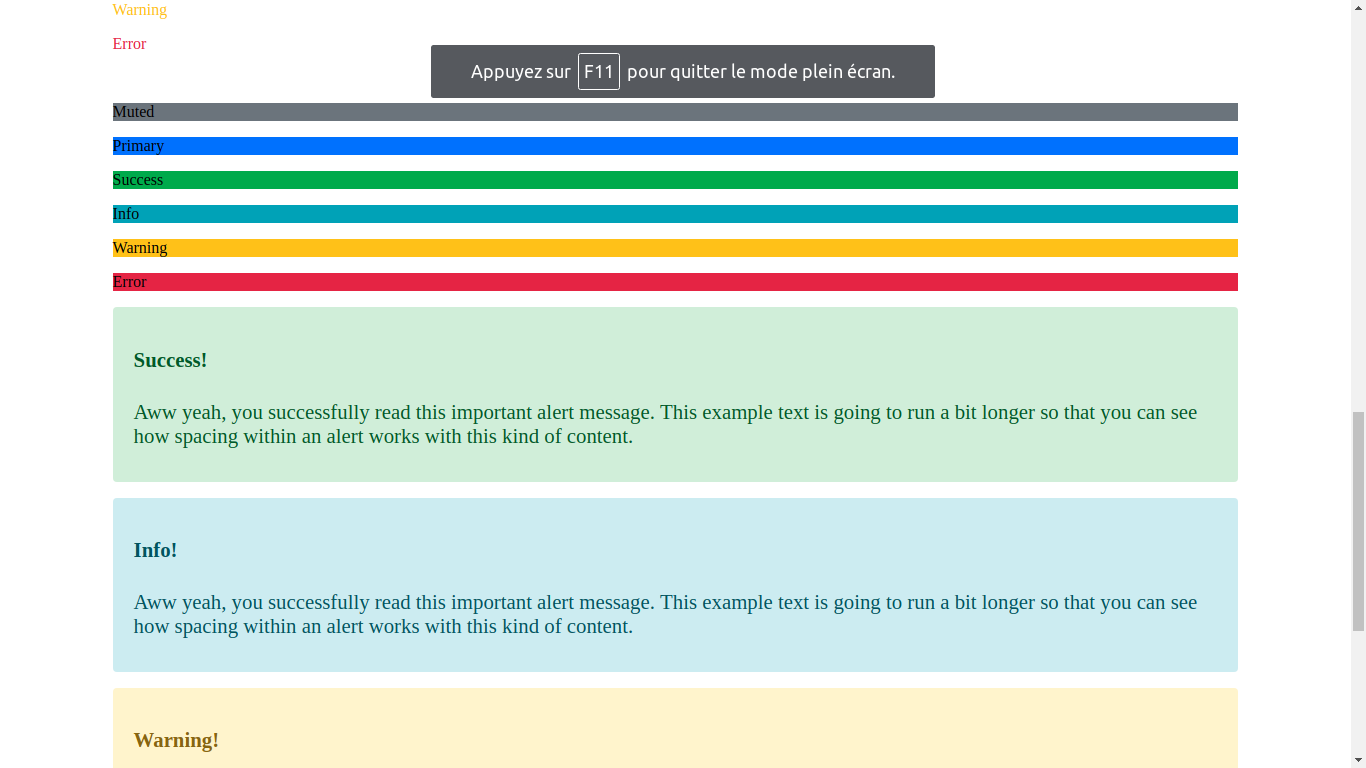 Warning
Error
Appuyez sur F11 pour quitter le mode plein écran.
Muted
Primary
Success
Info
Warning
Error
Success!
Aww yeah, you successfully read this important alert message. This example text is going to run a bit longer so that you can see
how spacing within an alert works with this kind of content.
Info!
Aww yeah, you successfully read this important alert message. This example text is going to run a bit longer so that you can see
how spacing within an alert works with this kind of content.
Warning!